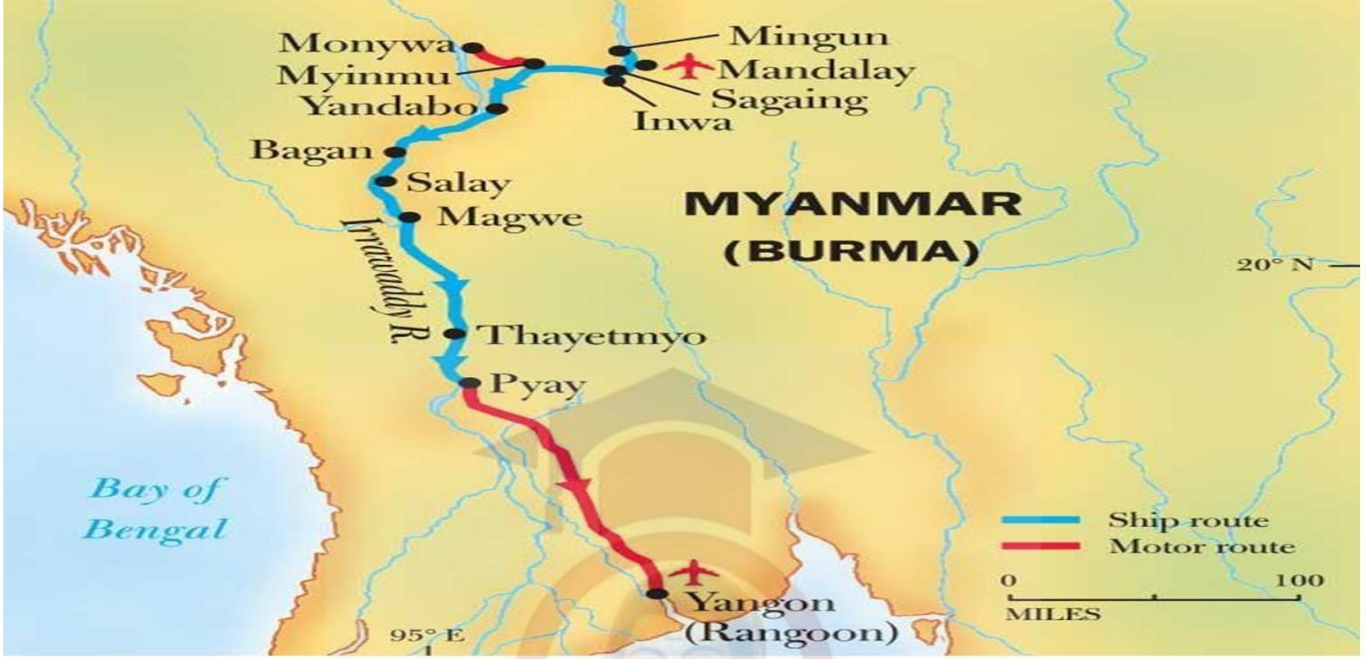 Monywa
Mingun
Myinmu
Mandalay
Yandabo
Sagaing
Inwa
Bagan
Salay
MYANMAR
(BURMA)
Magwe
Irrawaddy R.
20° N
Thayetmyo
Pyay
Bay of
Bengal
Ship route
Motor route
0 100
MILES
Yangon
(Rangoon)
95° E